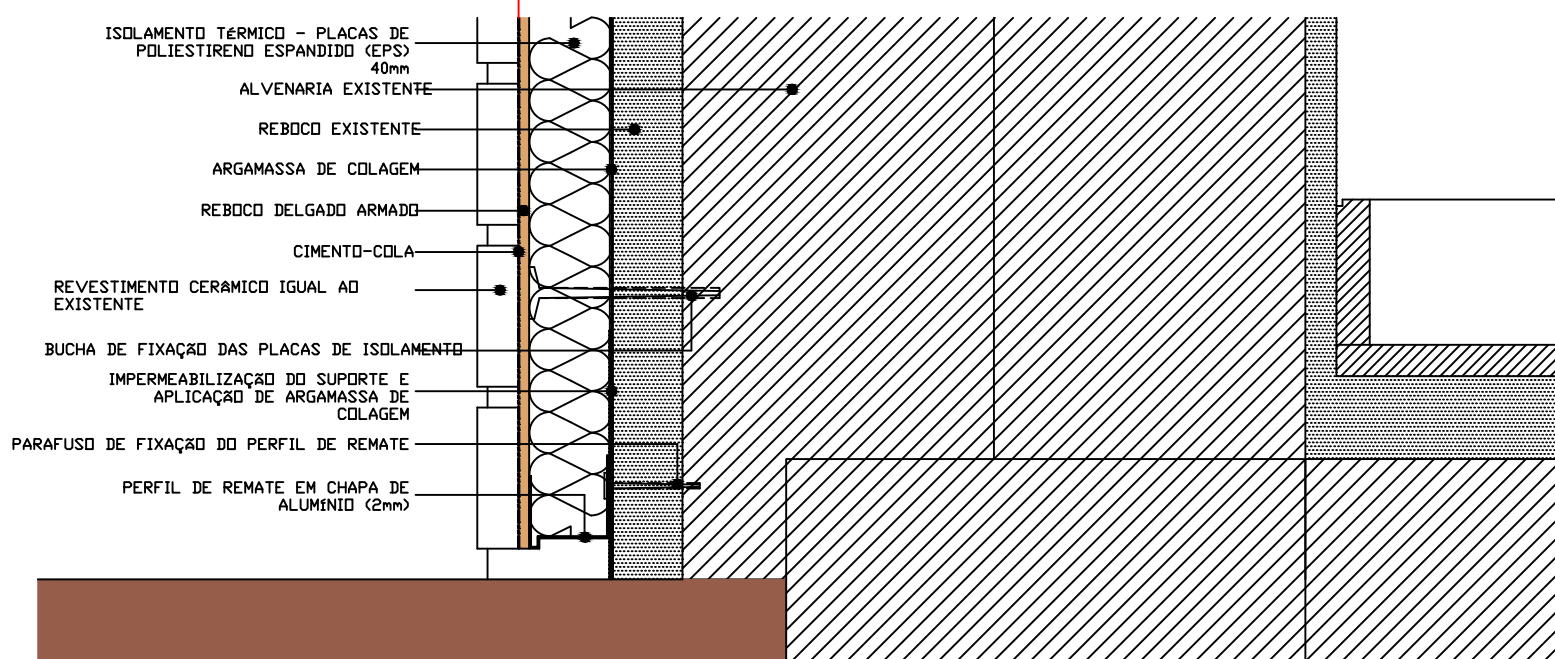 ISOLAMENTO TÉRMICO - PLACAS DE
POLIESTIRENO ESPANDIDO (EPS)
40mm
ALVENARIA EXISTENTE
REBOCO EXISTENTE
ARGAMASSA DE COLAGEM
REBOCO DELGADO ARMADO
CIMENTO-COLA
REVESTIMENTO CERÂMICO IGUAL AO
EXISTENTE
BUCHA DE FIXAÇÃO DAS PLACAS DE ISOLAMENTO
IMPERMEABILIZAÇÃO DO SUPORTE E
APLICAÇÃO DE ARGAMASSA DE
COLAGEM
PARAFUSO DE FIXAÇÃO DO PERFIL DE REMATE
PERFIL DE REMATE EM CHAPA DE
ALUMÍNIO (2mm)